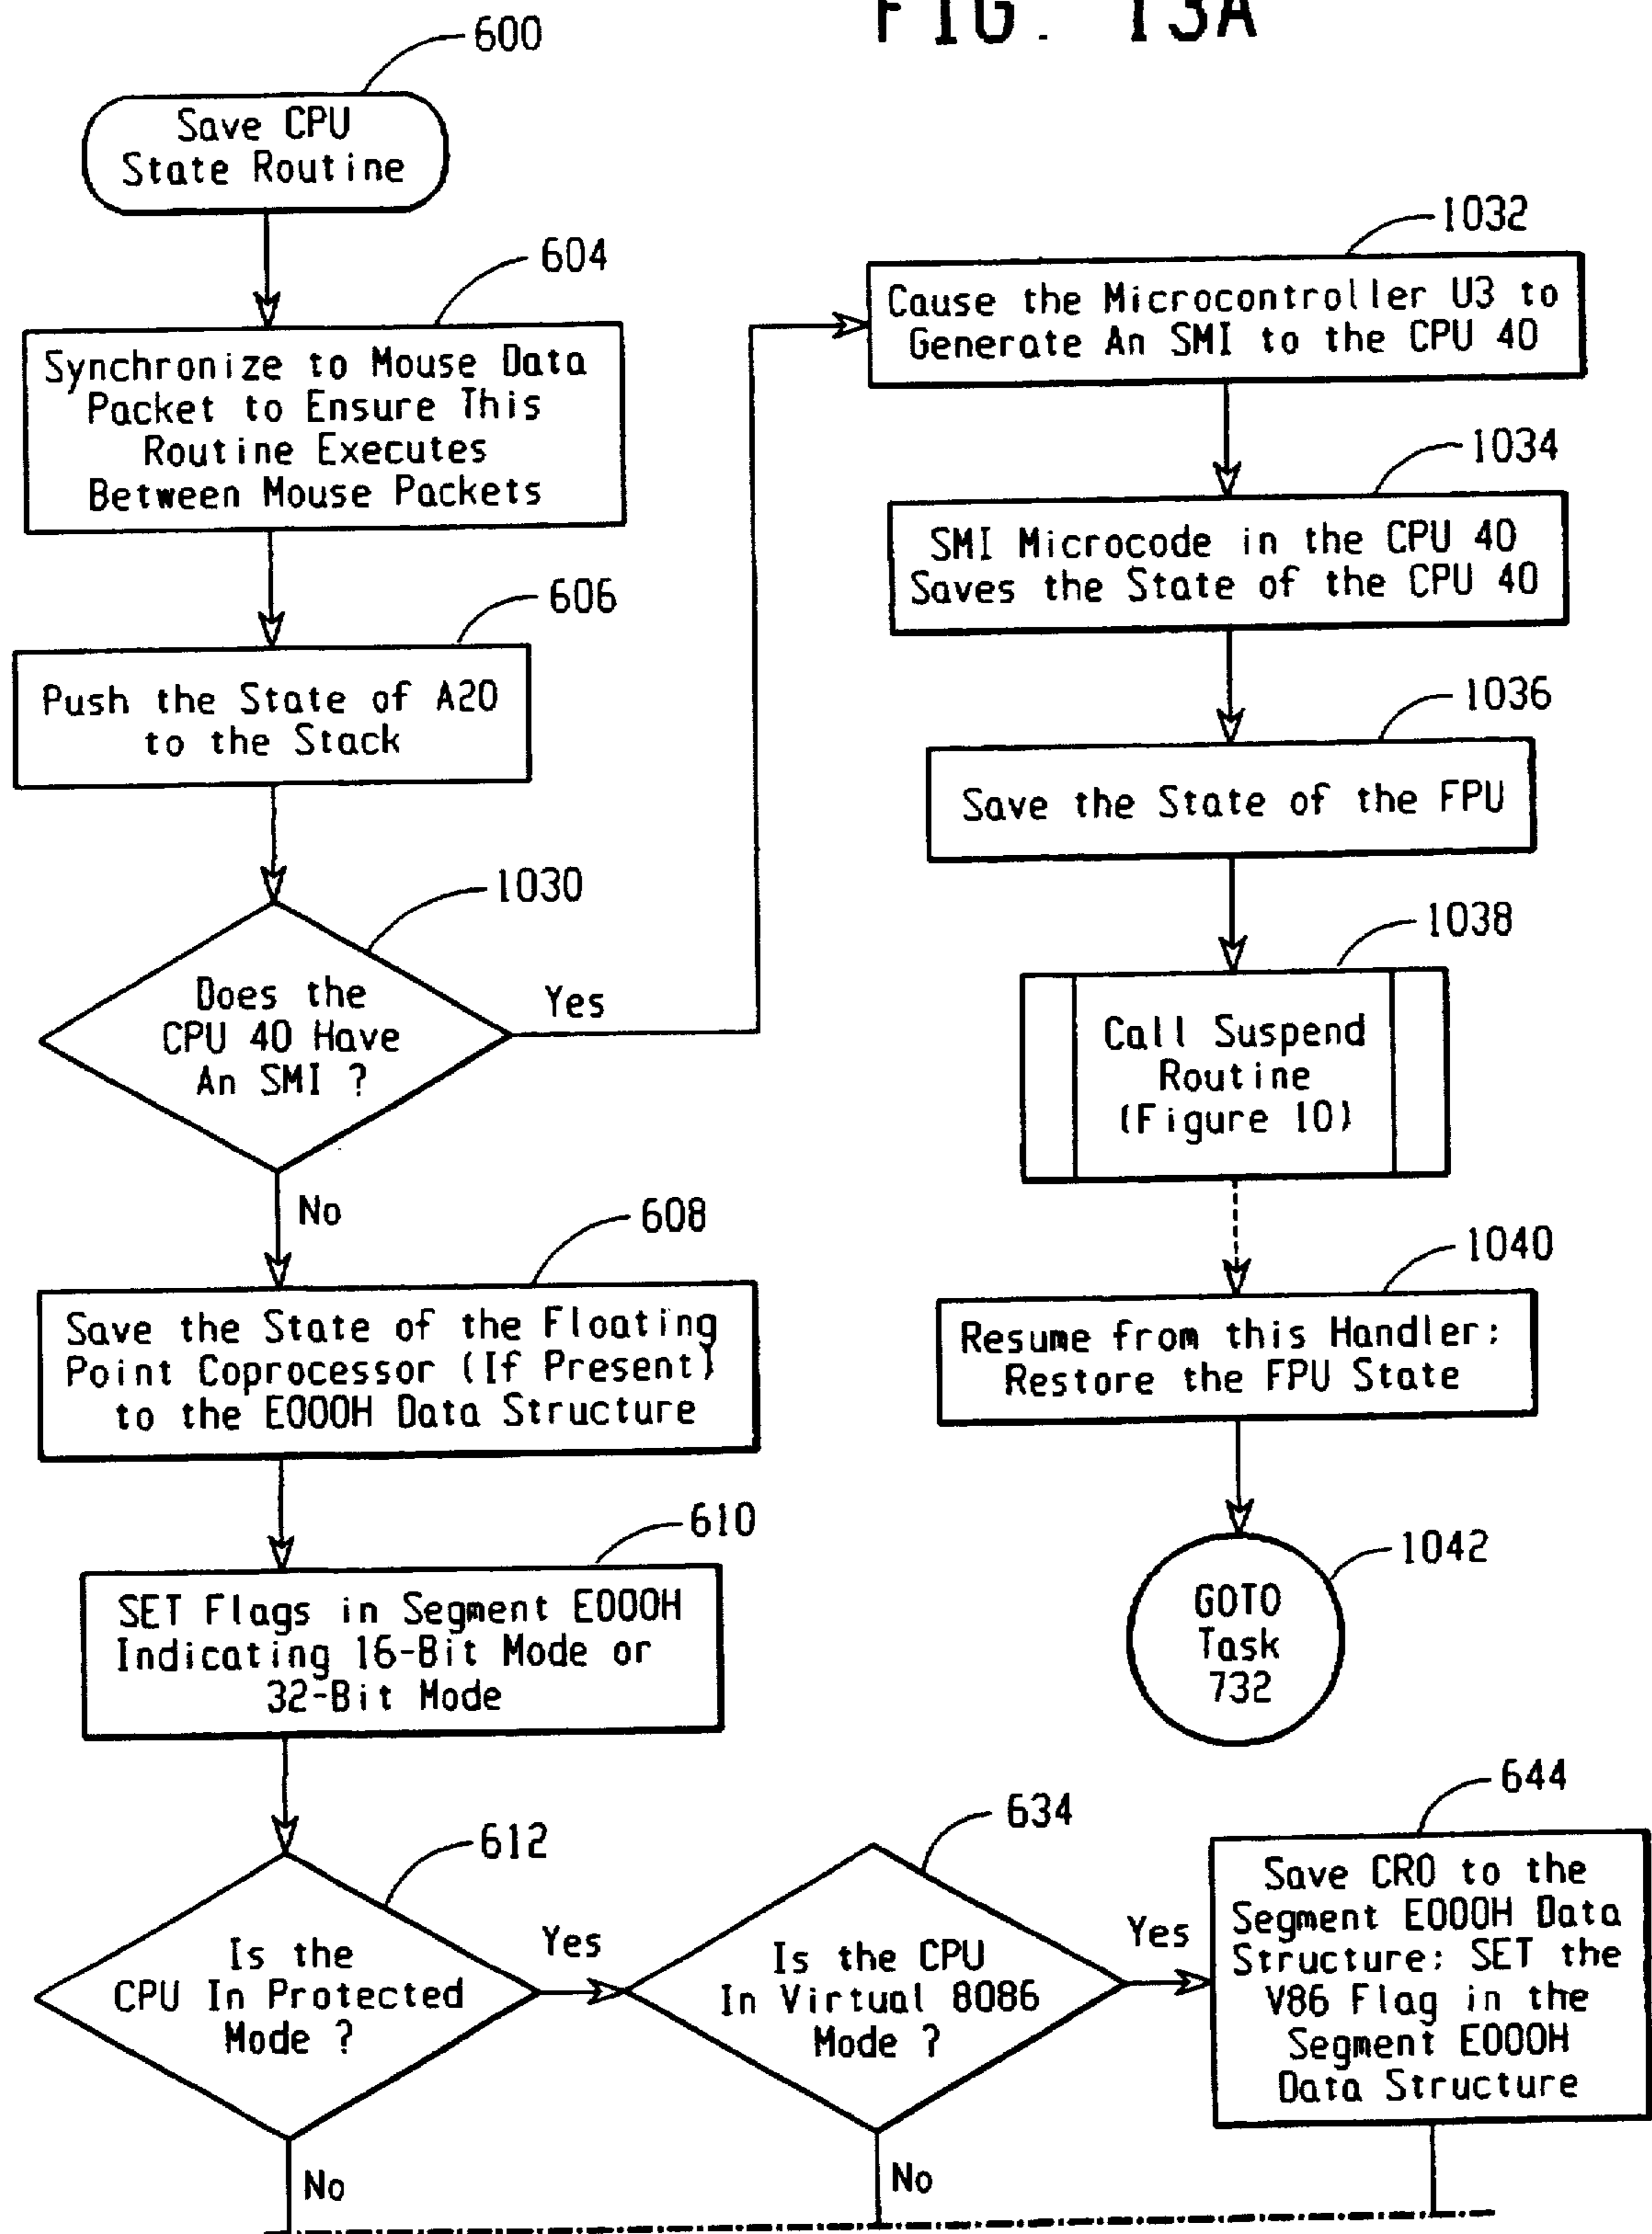 FIG. 13A
600
Save CPU
State Routine
604
Synchronize to Mouse Data
Packet to Ensure This
Routine Executes
Between Mouse Packets
606
Push the State of A20
to the Stack
1030
Does the
CPU 40 Have
An SMI ?
Yes
No
608
Save the State of the Floating
Point Coprocessor (If Present)
to the E000H Data Structure
610
SET Flags in Segment E000H
Indicating 16-Bit Mode or
32-Bit Mode
612
Is the
CPU In Protected
Mode ?
Yes
No
634
Is the CPU
In Virtual 8086
Mode ?
Yes
No
644
Save CR0 to the
Segment E000H Data
Structure; SET the
V86 Flag in the
Segment E000H
Data Structure
1032
Cause the Microcontroller U3 to
Generate An SMI to the CPU 40
1034
SMI Microcode in the CPU 40
Saves the State of the CPU 40
1036
Save the State of the FPU
1038
Call Suspend
Routine
(Figure 10)
1040
Resume from this Handler;
Restore the FPU State
1042
GOTO
Task
732